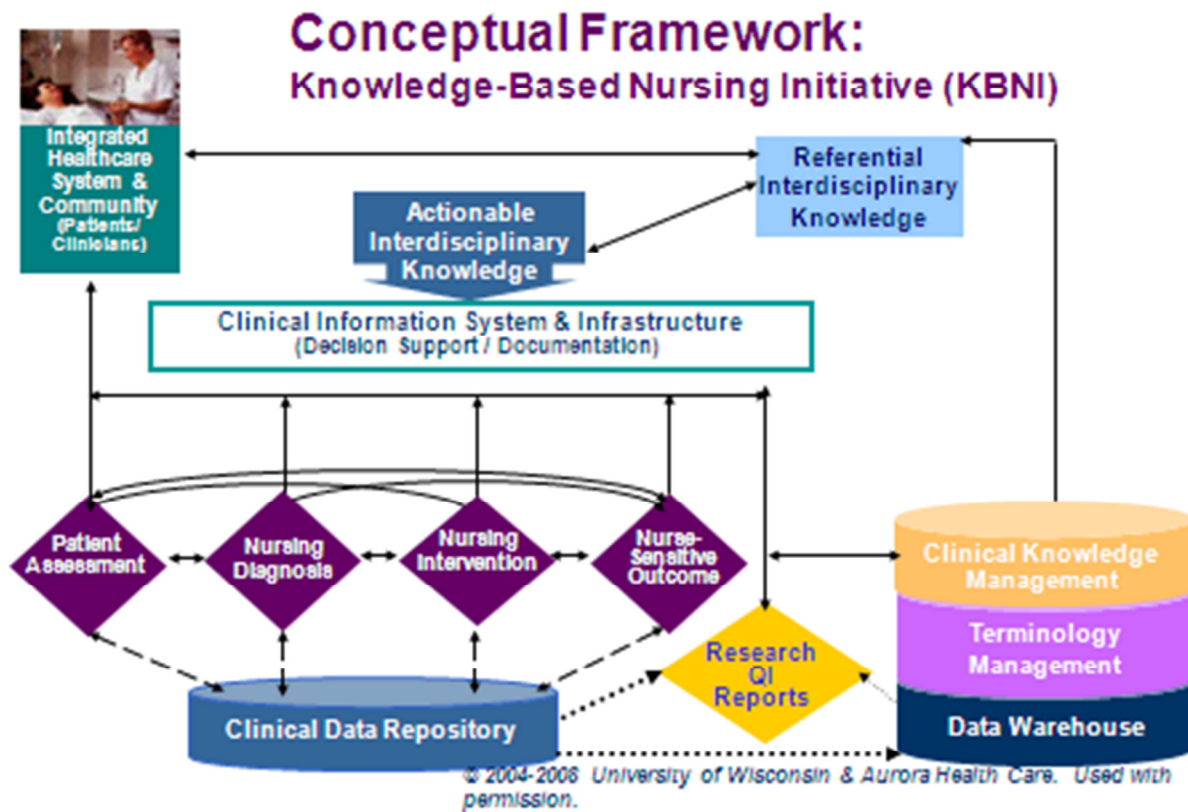 Conceptual Framework:
Knowledge-Based Nursing Initiative (KBNI)
Integrated
Healthcare
System &
Community
(Patients/
Clinicians)
Referential
Interdisciplinary
Knowledge
Actionable
Interdisciplinary
Knowledge
Clinical Information System & Infrastructure
(Decision Support / Documentation)
Patient
Assessment
Nursing
Diagnosis
Nursing
Intervention
Nurse-
Sensitive
Outcome
Clinical Knowledge
Management
Terminology
Management
Data Warehouse
Research
QI
Reports
Clinical Data Repository
© 2004-2008 University of Wisconsin & Aurora Health Care. Used with
permission.